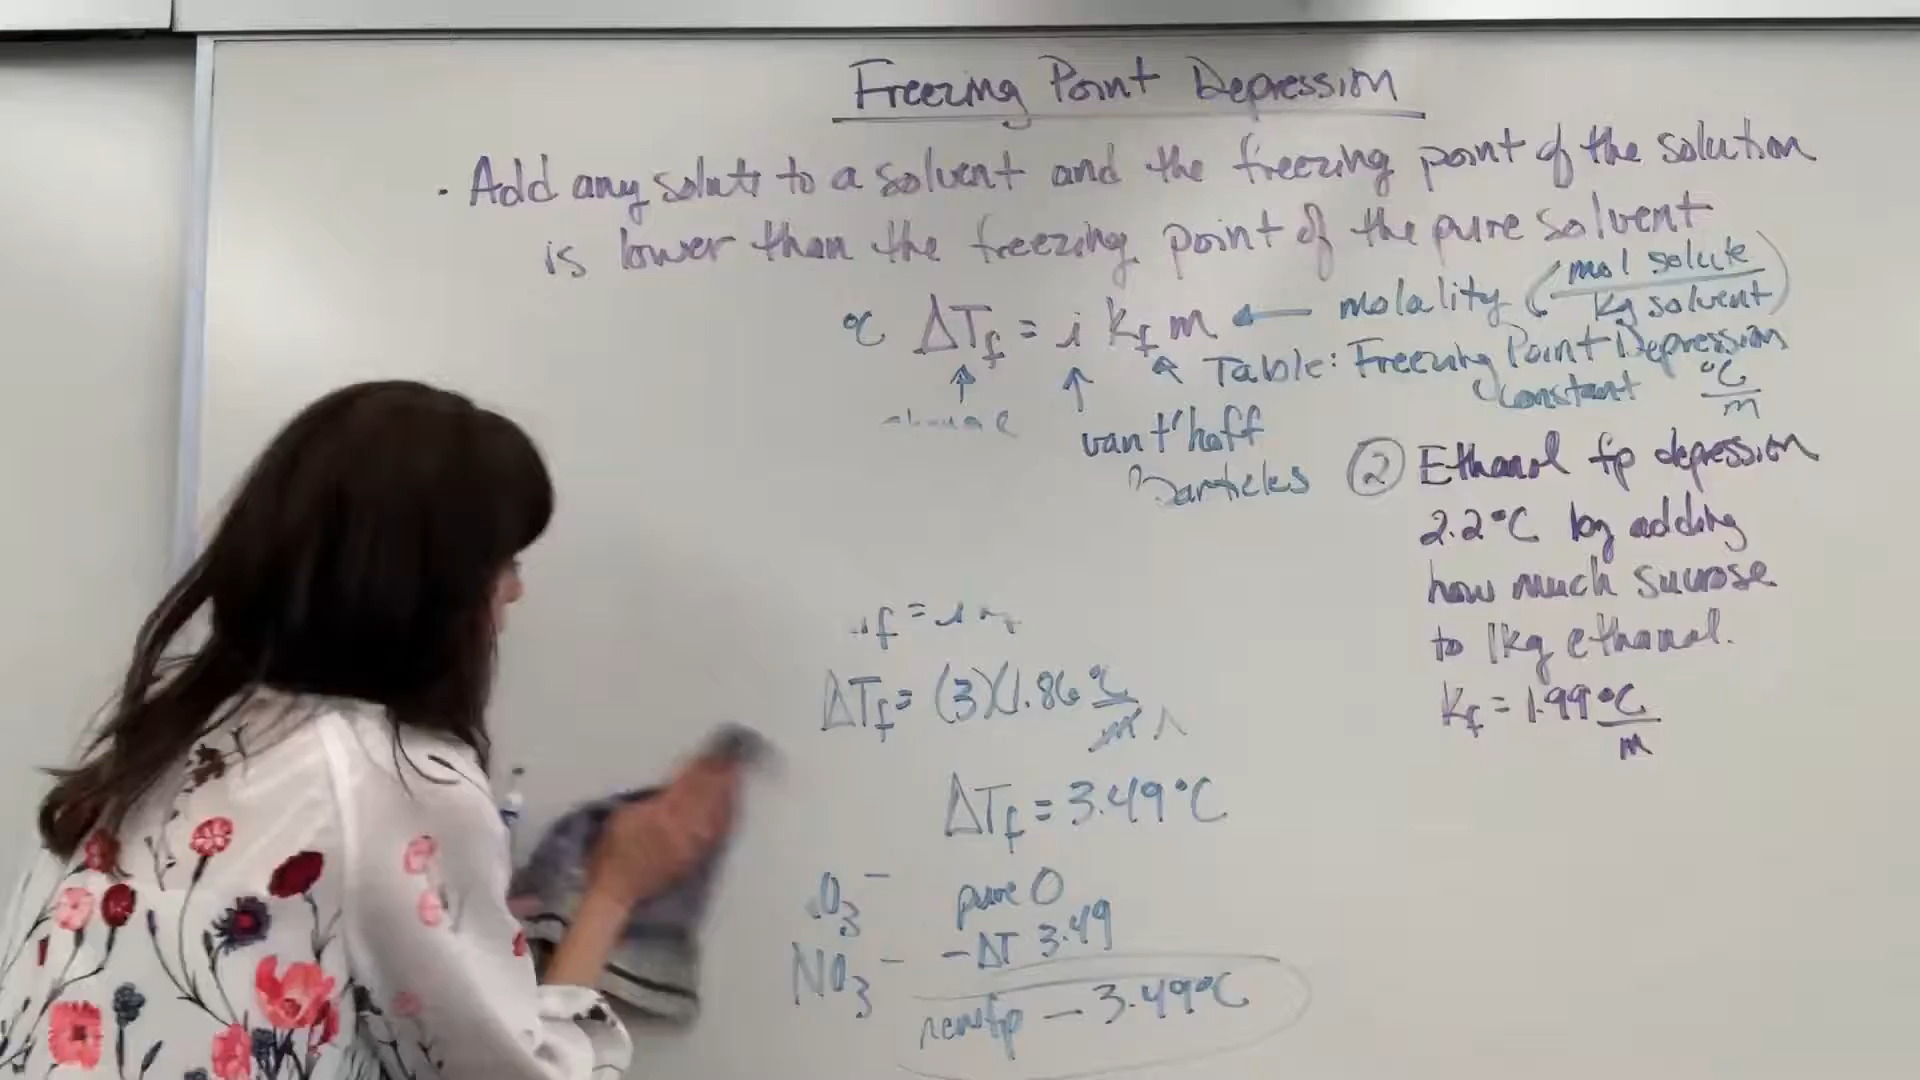 Freezing Point Depression
· Add any solute to a solvent and the freezing point of the solution
is lower than the freezing point of the pure solvent
°C ΔTf = i kf m ← molality (mol solute / kg solvent)
↑ ↑ ↖ Table: Freezing Point Depression
Constant °C/m
change
van t'hoff
particles
② Ethanol fp depression
2.2°C by adding
how much sucrose
to 1kg ethanol.
kf = 1.99 °C/m
ΔTf = (3)(1.86 °C/m
ΔTf = 3.49°C
O3⁻ pure 0
NO3⁻ -ΔT 3.49
new fp - 3.49°C